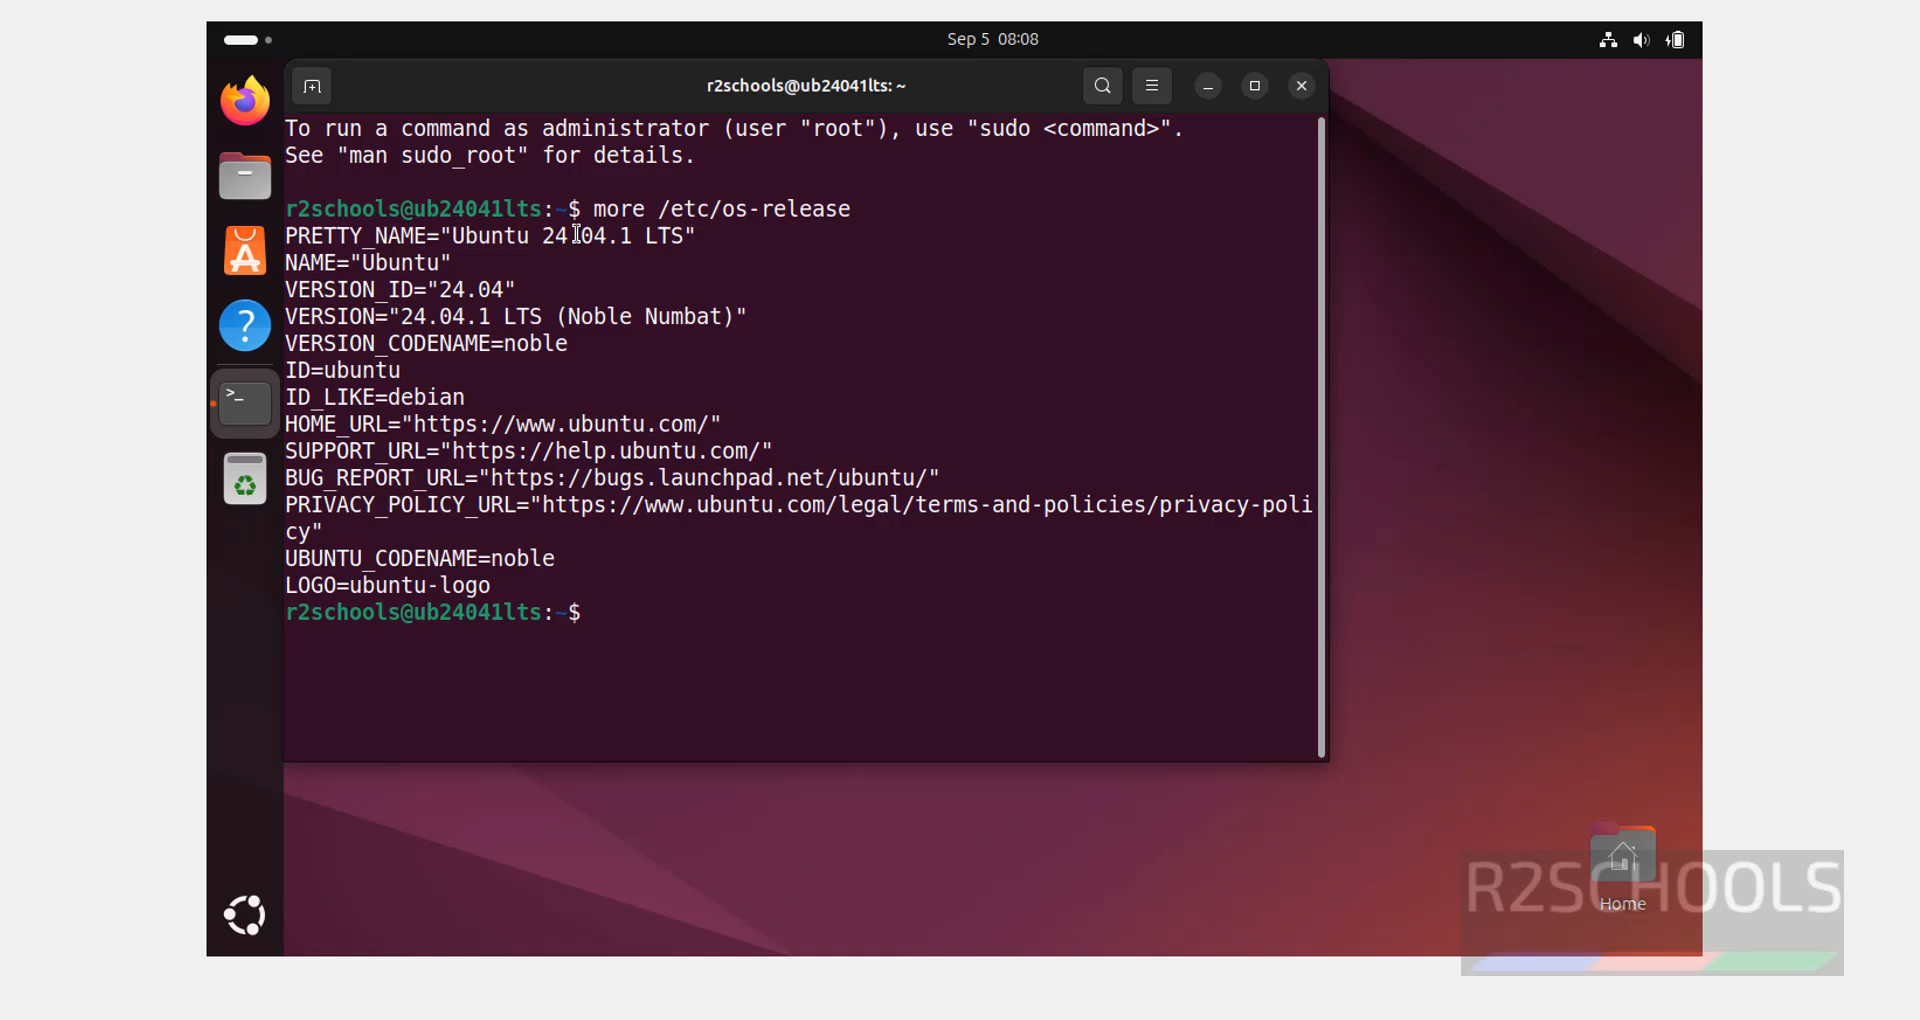 Sep 5 08:08
r2schools@ub24041lts: ~
To run a command as administrator (user "root"), use "sudo <command>".
See "man sudo_root" for details.
r2schools@ub24041lts:~$ more /etc/os-release
PRETTY_NAME="Ubuntu 24.04.1 LTS"
NAME="Ubuntu"
VERSION_ID="24.04"
VERSION="24.04.1 LTS (Noble Numbat)"
VERSION_CODENAME=noble
ID=ubuntu
ID_LIKE=debian
HOME_URL="https://www.ubuntu.com/"
SUPPORT_URL="https://help.ubuntu.com/"
BUG_REPORT_URL="https://bugs.launchpad.net/ubuntu/"
PRIVACY_POLICY_URL="https://www.ubuntu.com/legal/terms-and-policies/privacy-poli
cy"
UBUNTU_CODENAME=noble
LOGO=ubuntu-logo
r2schools@ub24041lts:~$
R2SCHOOLS
Home